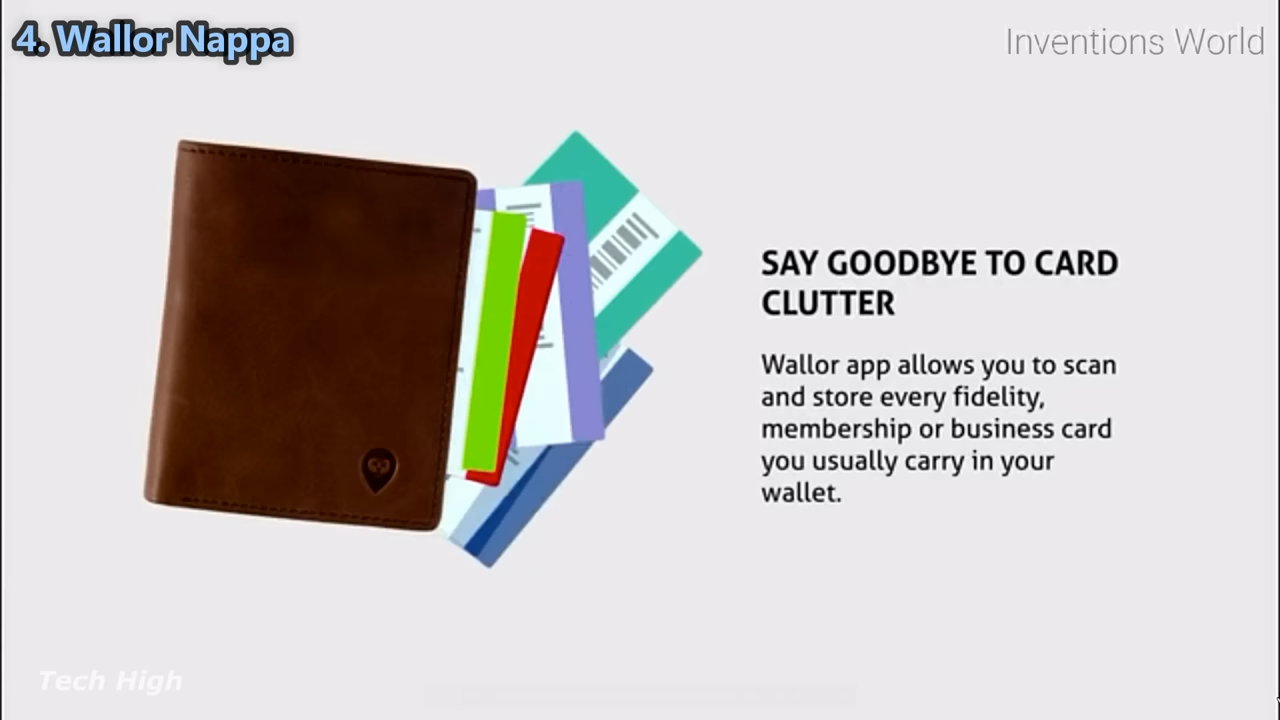 4. Wallor Nappa
Inventions World
SAY GOODBYE TO CARD
CLUTTER
Wallor app allows you to scan
and store every fidelity,
membership or business card
you usually carry in your
wallet.
Tech High